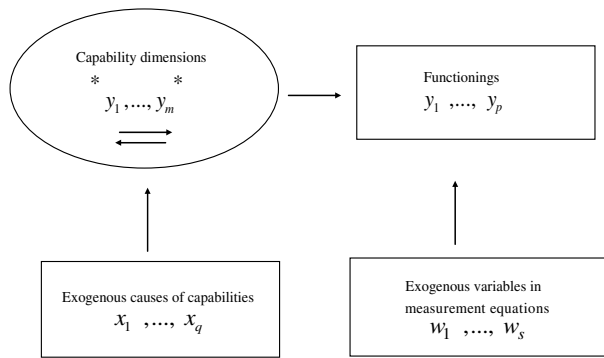 Capability dimensions
* *
y₁ ,..., yₘ
Functionings
y₁ ,..., yₚ
Exogenous causes of capabilities
x₁ ,..., x_q
Exogenous variables in
measurement equations
w₁ ,..., wₛ